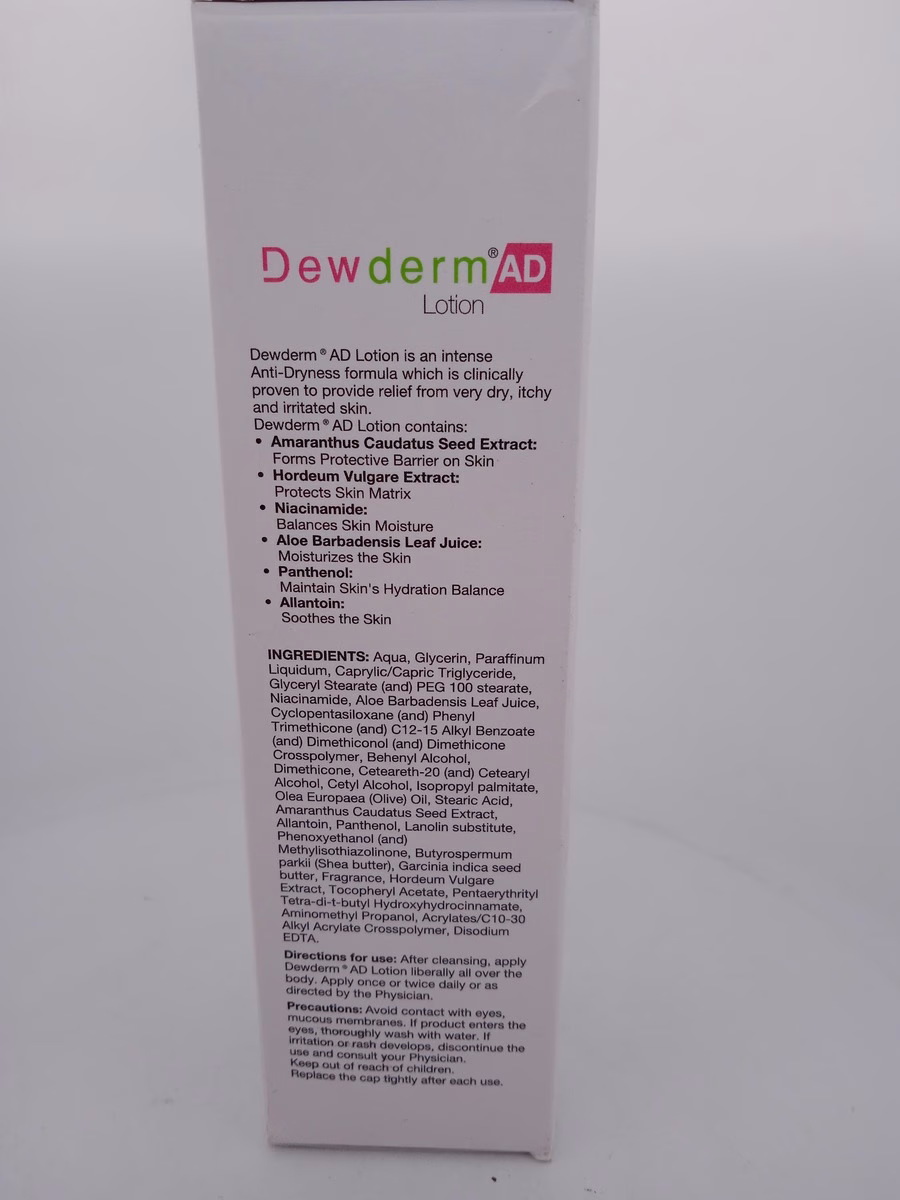 Dewderm® AD
Lotion
Dewderm® AD Lotion is an intense
Anti-Dryness formula which is clinically
proven to provide relief from very dry, itchy
and irritated skin.
Dewderm® AD Lotion contains:
• Amaranthus Caudatus Seed Extract:
Forms Protective Barrier on Skin
• Hordeum Vulgare Extract:
Protects Skin Matrix
• Niacinamide:
Balances Skin Moisture
• Aloe Barbadensis Leaf Juice:
Moisturizes the Skin
• Panthenol:
Maintain Skin's Hydration Balance
• Allantoin:
Soothes the Skin
INGREDIENTS: Aqua, Glycerin, Paraffinum
Liquidum, Caprylic/Capric Triglyceride,
Glyceryl Stearate (and) PEG 100 stearate,
Niacinamide, Aloe Barbadensis Leaf Juice,
Cyclopentasiloxane (and) Phenyl
Trimethicone (and) C12-15 Alkyl Benzoate
(and) Dimethiconol (and) Dimethicone
Crosspolymer, Behenyl Alcohol,
Dimethicone, Ceteareth-20 (and) Cetearyl
Alcohol, Cetyl Alcohol, Isopropyl palmitate,
Olea Europaea (Olive) Oil, Stearic Acid,
Amaranthus Caudatus Seed Extract,
Allantoin, Panthenol, Lanolin substitute,
Phenoxyethanol (and)
Methylisothiazolinone, Butyrospermum
parkii (Shea butter), Garcinia indica seed
butter, Fragrance, Hordeum Vulgare
Extract, Tocopheryl Acetate, Pentaerythrityl
Tetra-di-t-butyl Hydroxyhydrocinnamate,
Aminomethyl Propanol, Acrylates/C10-30
Alkyl Acrylate Crosspolymer, Disodium
EDTA.
Directions for use: After cleansing, apply
Dewderm® AD Lotion liberally all over the
body. Apply once or twice daily or as
directed by the Physician.
Precautions: Avoid contact with eyes,
mucous membranes. If product enters the
eyes, thoroughly wash with water. If
irritation or rash develops, discontinue the
use and consult your Physician.
Keep out of reach of children.
Replace the cap tightly after each use.